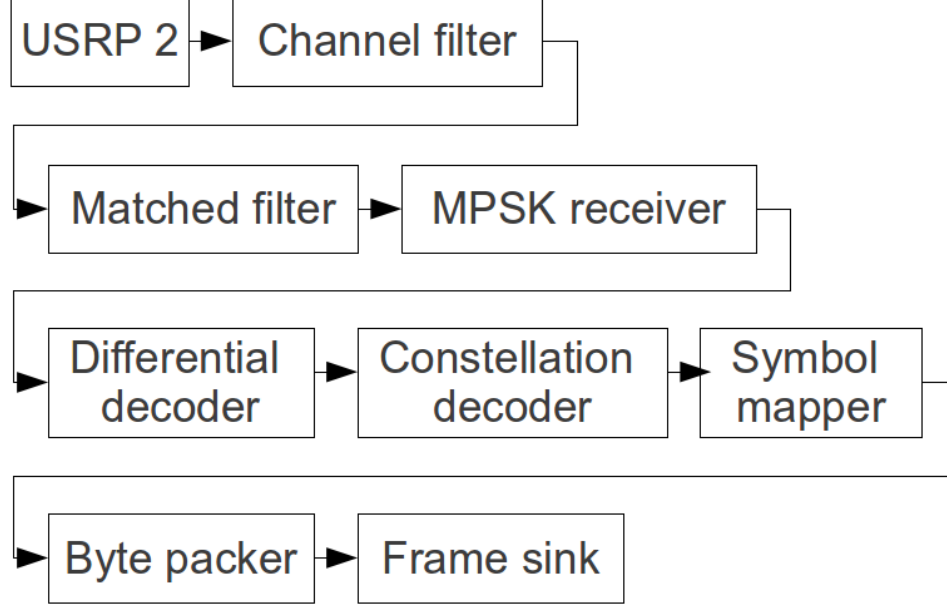 USRP 2
Channel filter
Matched filter
MPSK receiver
Differential
decoder
Constellation
decoder
Symbol
mapper
Byte packer
Frame sink